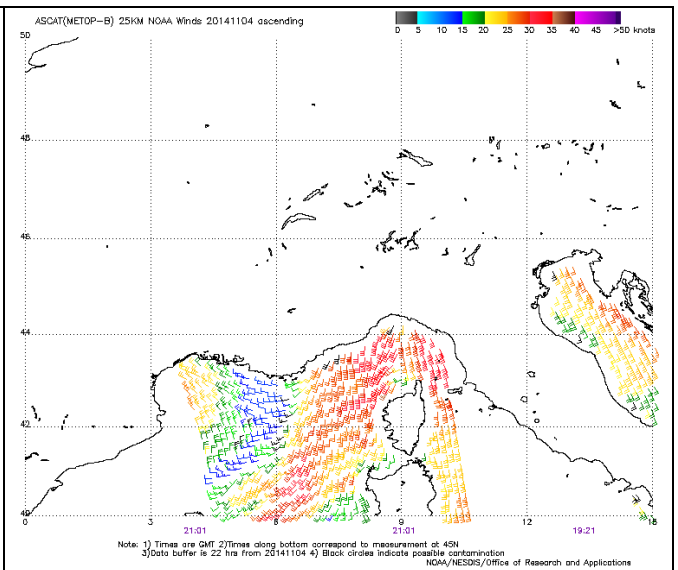 ASCAT(METOP-B) 25KM NOAA Winds 20141104 ascending
0 5 10 15 20 25 30 35 40 45 >50 knots
50
48
46
44
42
40
0 3 6 9 12 15
21:01 21:01 19:21
Note: 1) Times are GMT 2)Times along bottom correspond to measurement at 45N
3)Data buffer is 22 hrs from 20141104 4) Black circles indicate possible contamination
NOAA/NESDIS/Office of Research and Applications